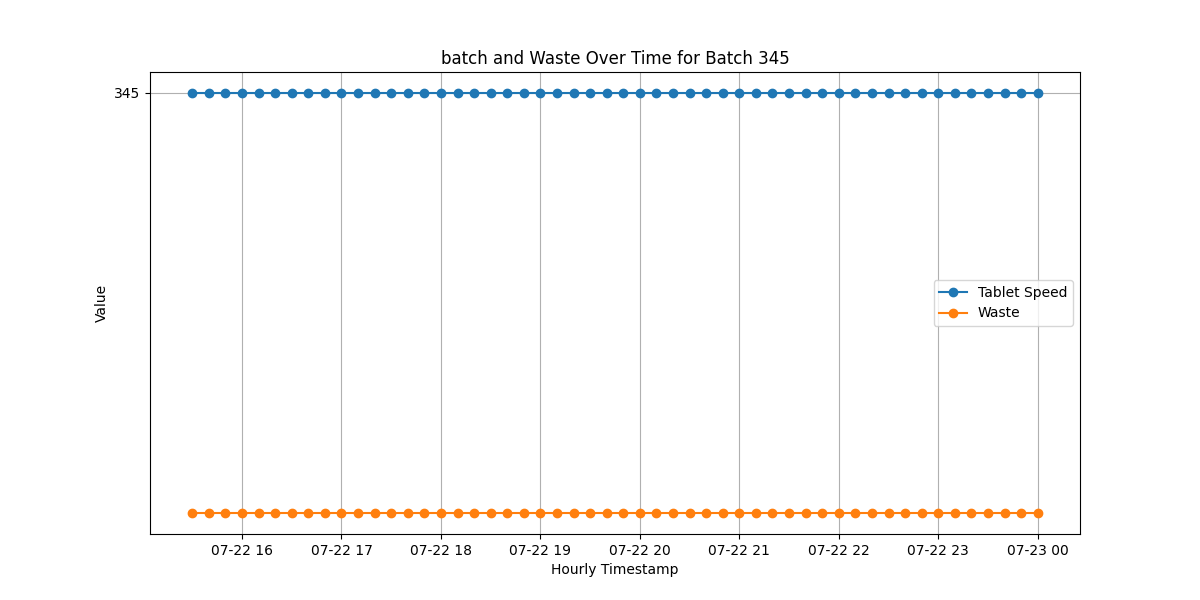 batch and Waste Over Time for Batch 345
345
Value
Tablet Speed
Waste
07-22 16 07-22 17 07-22 18 07-22 19 07-22 20 07-22 21 07-22 22 07-22 23 07-23 00
Hourly Timestamp